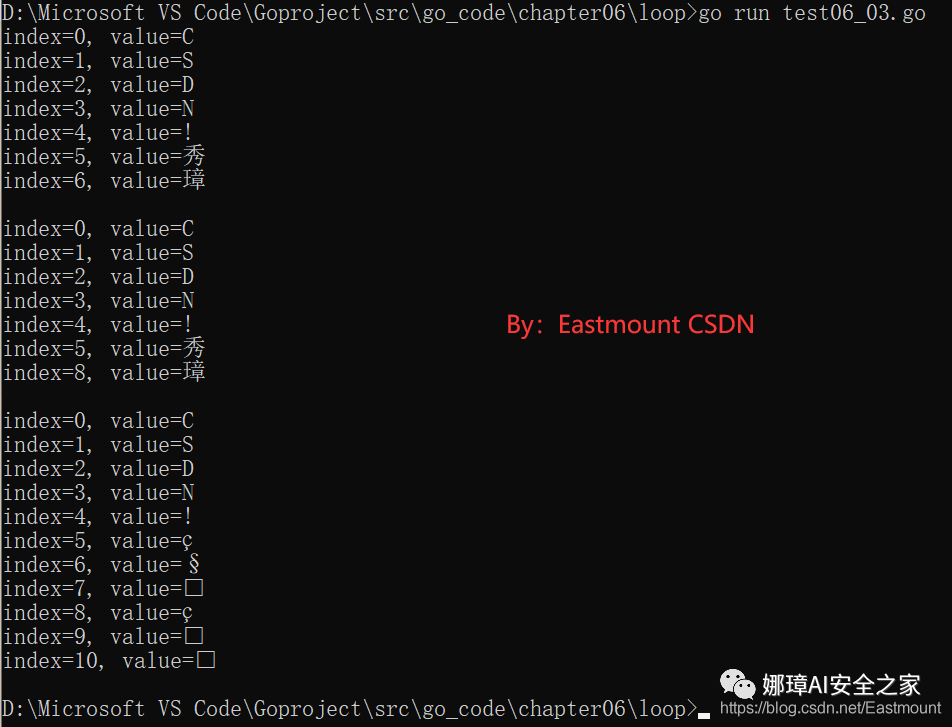 D:\Microsoft VS Code\Goproject\src\go_code\chapter06\loop>go run test06_03.go
index=0, value=C
index=1, value=S
index=2, value=D
index=3, value=N
index=4, value=!
index=5, value=秀
index=6, value=璋
index=0, value=C
index=1, value=S
index=2, value=D
index=3, value=N
index=4, value=!
index=5, value=秀
index=8, value=璋
By：Eastmount CSDN
index=0, value=C
index=1, value=S
index=2, value=D
index=3, value=N
index=4, value=!
index=5, value=ç
index=6, value=§
index=7, value=□
index=8, value=ç
index=9, value=□
index=10, value=□
娜璋AI安全之家
D:\Microsoft VS Code\Goproject\src\go_code\chapter06\loop>
https://blog.csdn.net/Eastmount